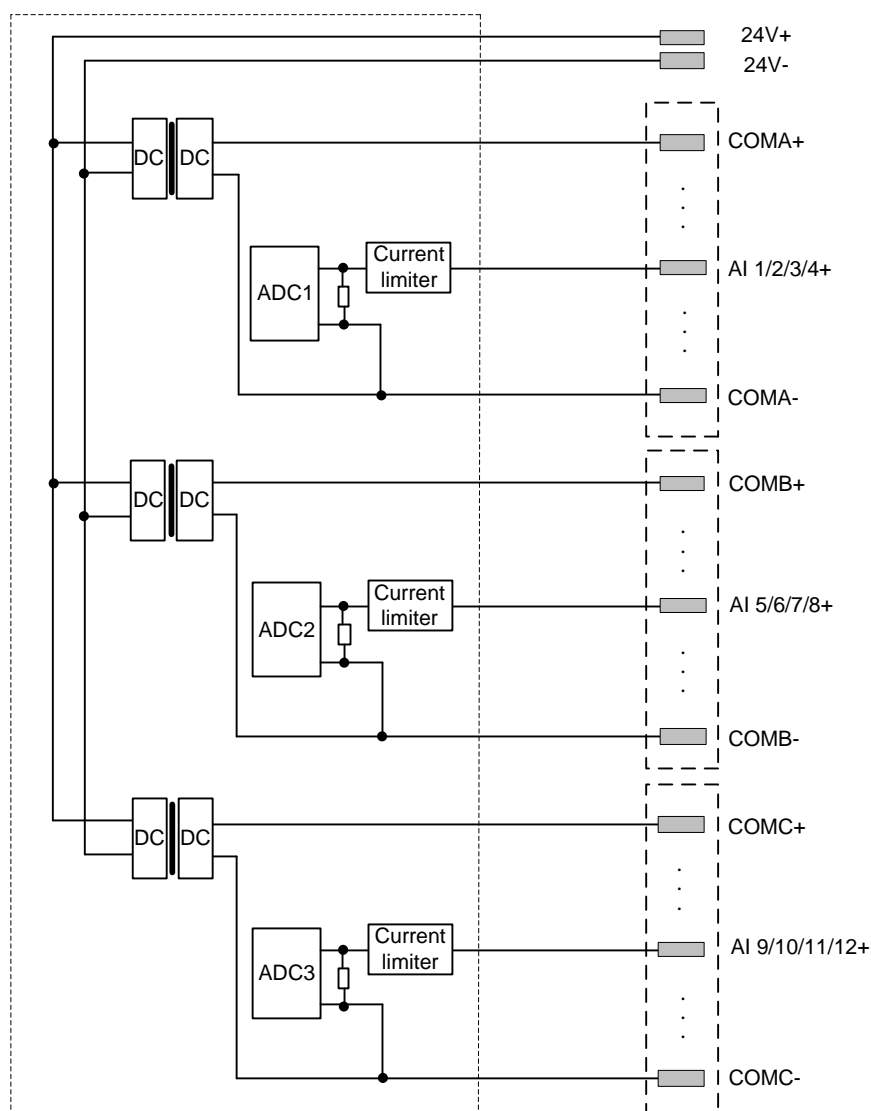 24V+
24V-
DC DC
COMA+
ADC1
Current
limiter
AI 1/2/3/4+
COMA-
DC DC
COMB+
ADC2
Current
limiter
AI 5/6/7/8+
COMB-
DC DC
COMC+
ADC3
Current
limiter
AI 9/10/11/12+
COMC-